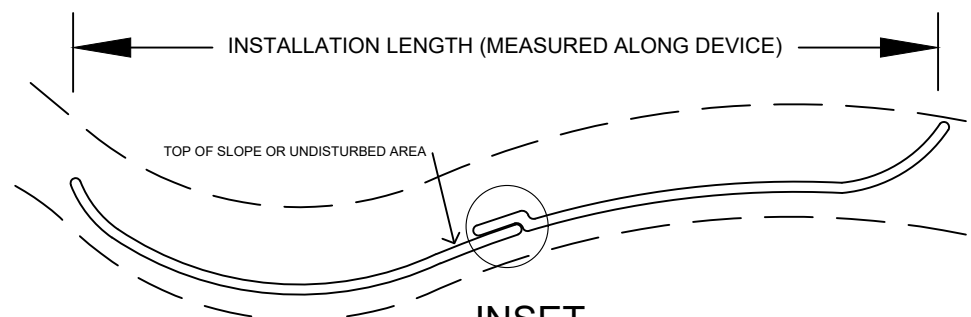 INSTALLATION LENGTH (MEASURED ALONG DEVICE)
TOP OF SLOPE OR UNDISTURBED AREA
INSET